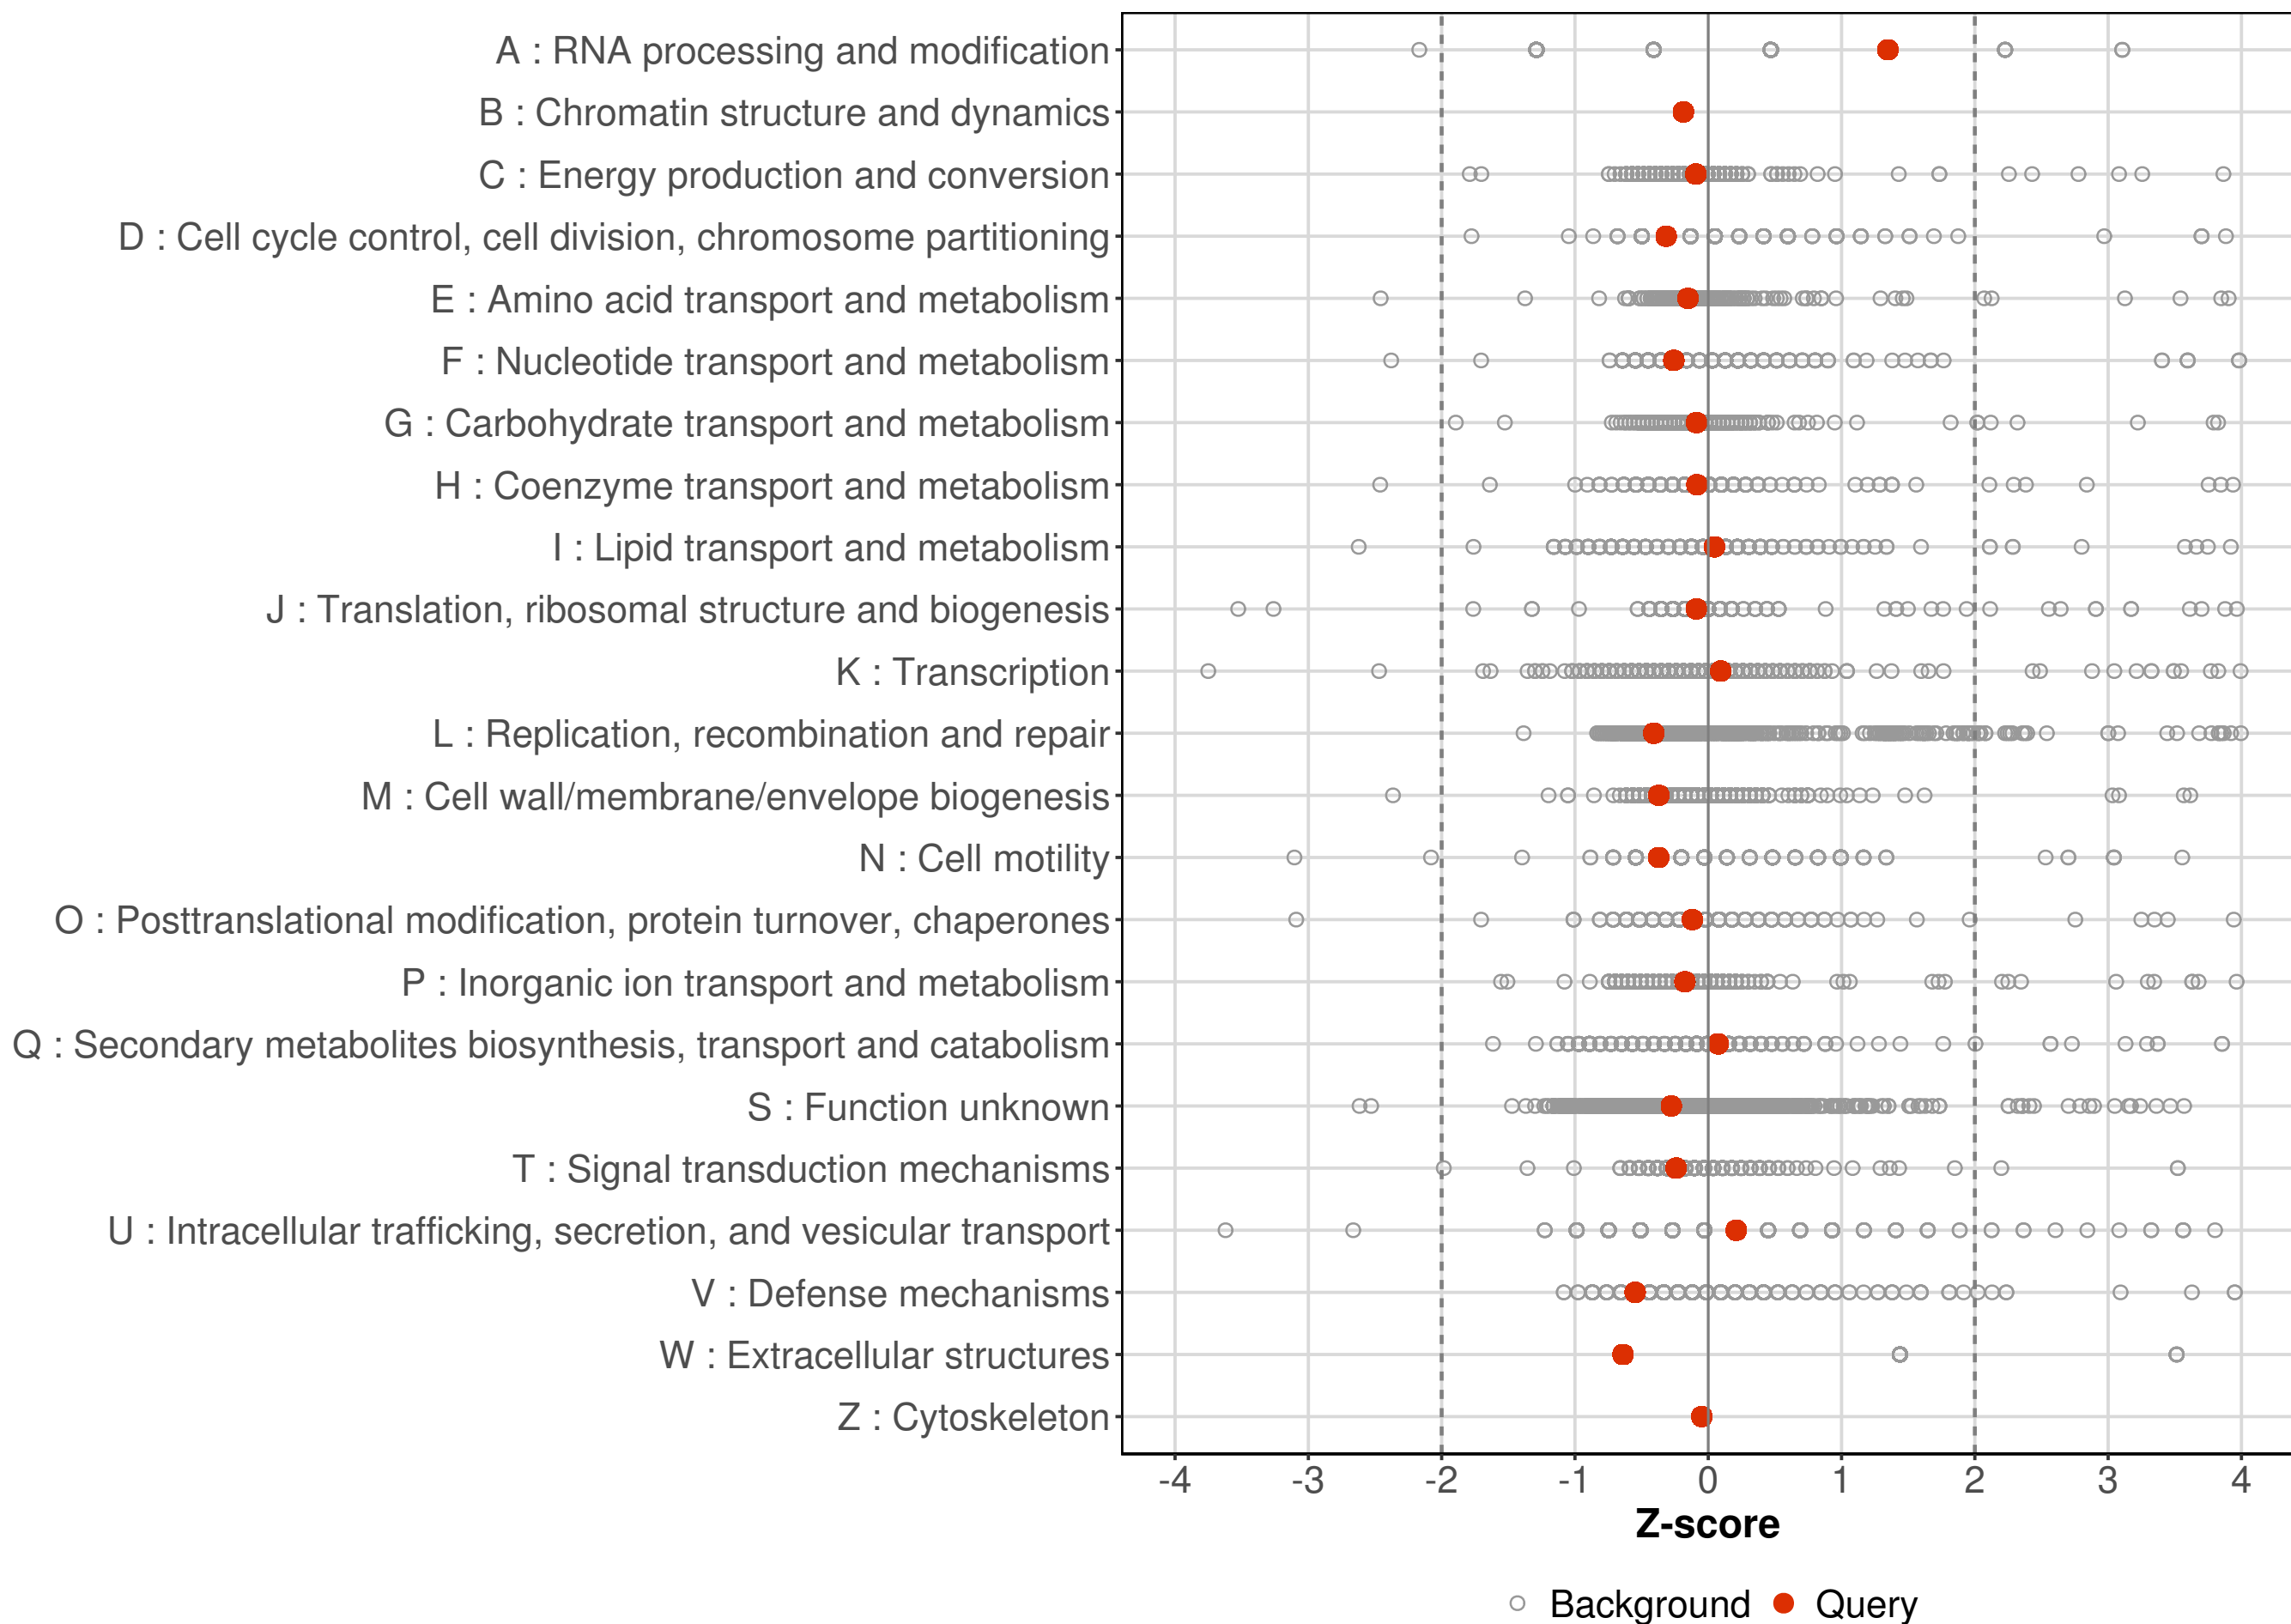 A : RNA processing and modification
B : Chromatin structure and dynamics
C : Energy production and conversion
D : Cell cycle control, cell division, chromosome partitioning
E : Amino acid transport and metabolism
F : Nucleotide transport and metabolism
G : Carbohydrate transport and metabolism
H : Coenzyme transport and metabolism
I : Lipid transport and metabolism
J : Translation, ribosomal structure and biogenesis
K : Transcription
L : Replication, recombination and repair
M : Cell wall/membrane/envelope biogenesis
N : Cell motility
O : Posttranslational modification, protein turnover, chaperones
P : Inorganic ion transport and metabolism
Q : Secondary metabolites biosynthesis, transport and catabolism
S : Function unknown
T : Signal transduction mechanisms
U : Intracellular trafficking, secretion, and vesicular transport
V : Defense mechanisms
W : Extracellular structures
Z : Cytoskeleton
-4 -3 -2 -1 0 1 2 3 4
Z-score
Background Query